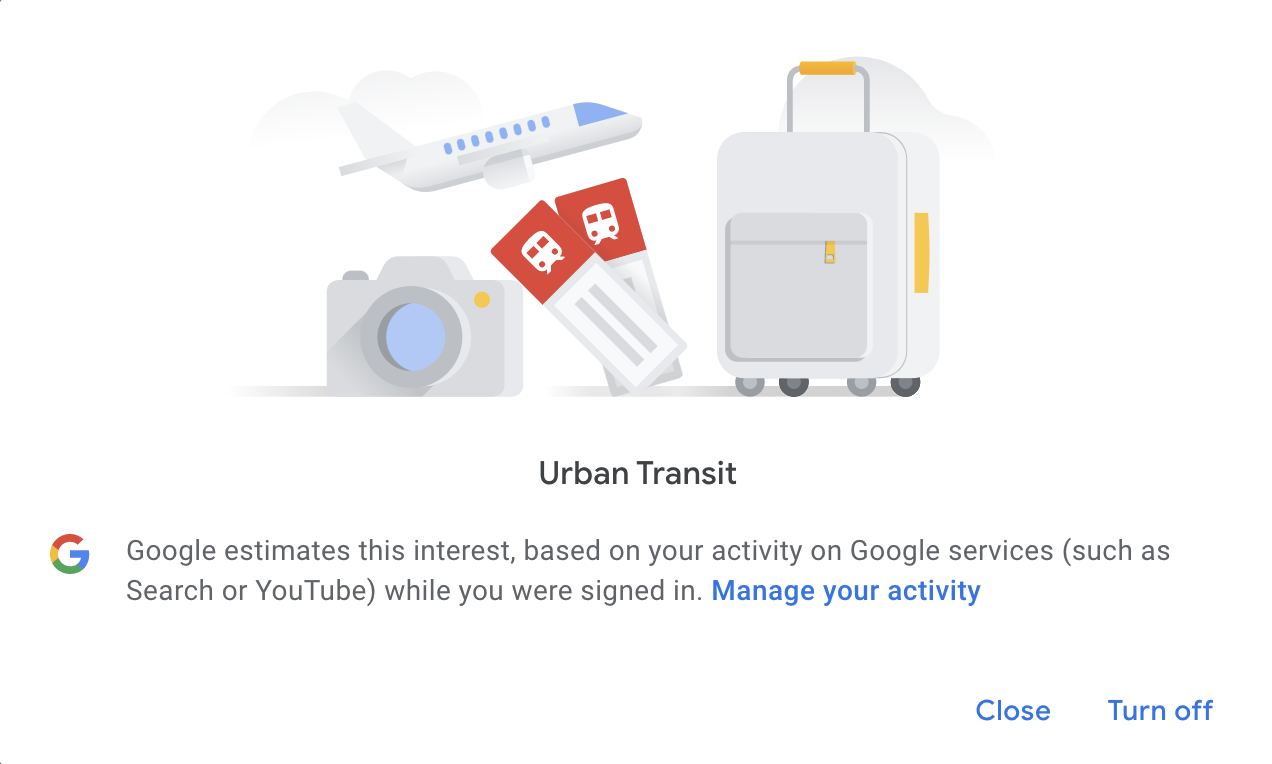 Urban Transit
Google estimates this interest, based on your activity on Google services (such as
Search or YouTube) while you were signed in. Manage your activity
Close Turn off